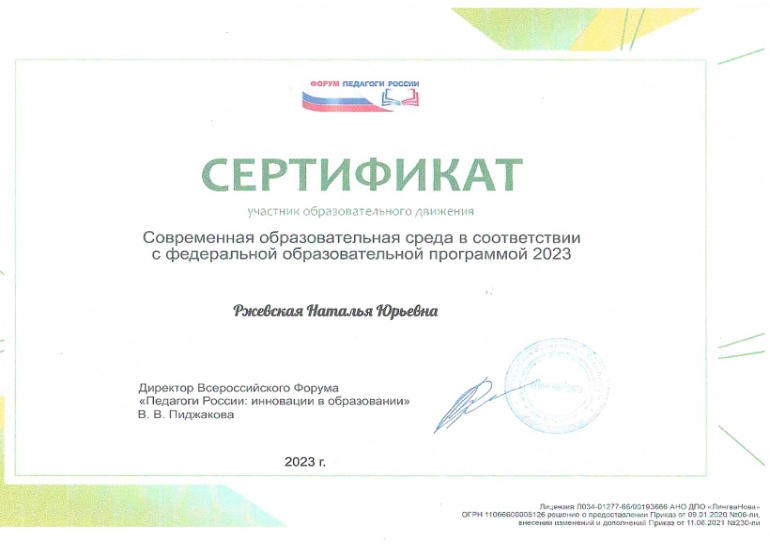 ФОРУМ ПЕДАГОГИ РОССИИ
СЕРТИФИКАТ
участник образовательного движения
Современная образовательная среда в соответствии
с федеральной образовательной программой 2023
Ржевская Наталья Юрьевна
Директор Всероссийского Форума
«Педагоги России: инновации в образовании»
В. В. Пиджакова
2023 г.
Лицензия Л034-01277-66/00193666 АНО ДПО «ЛингваНова»
ОГРН 11066600005126 решение о предоставлении Приказ от 09.01.2020 №06-ли,
внесении изменений и дополнений Приказ от 11.06.2021 №230-ли